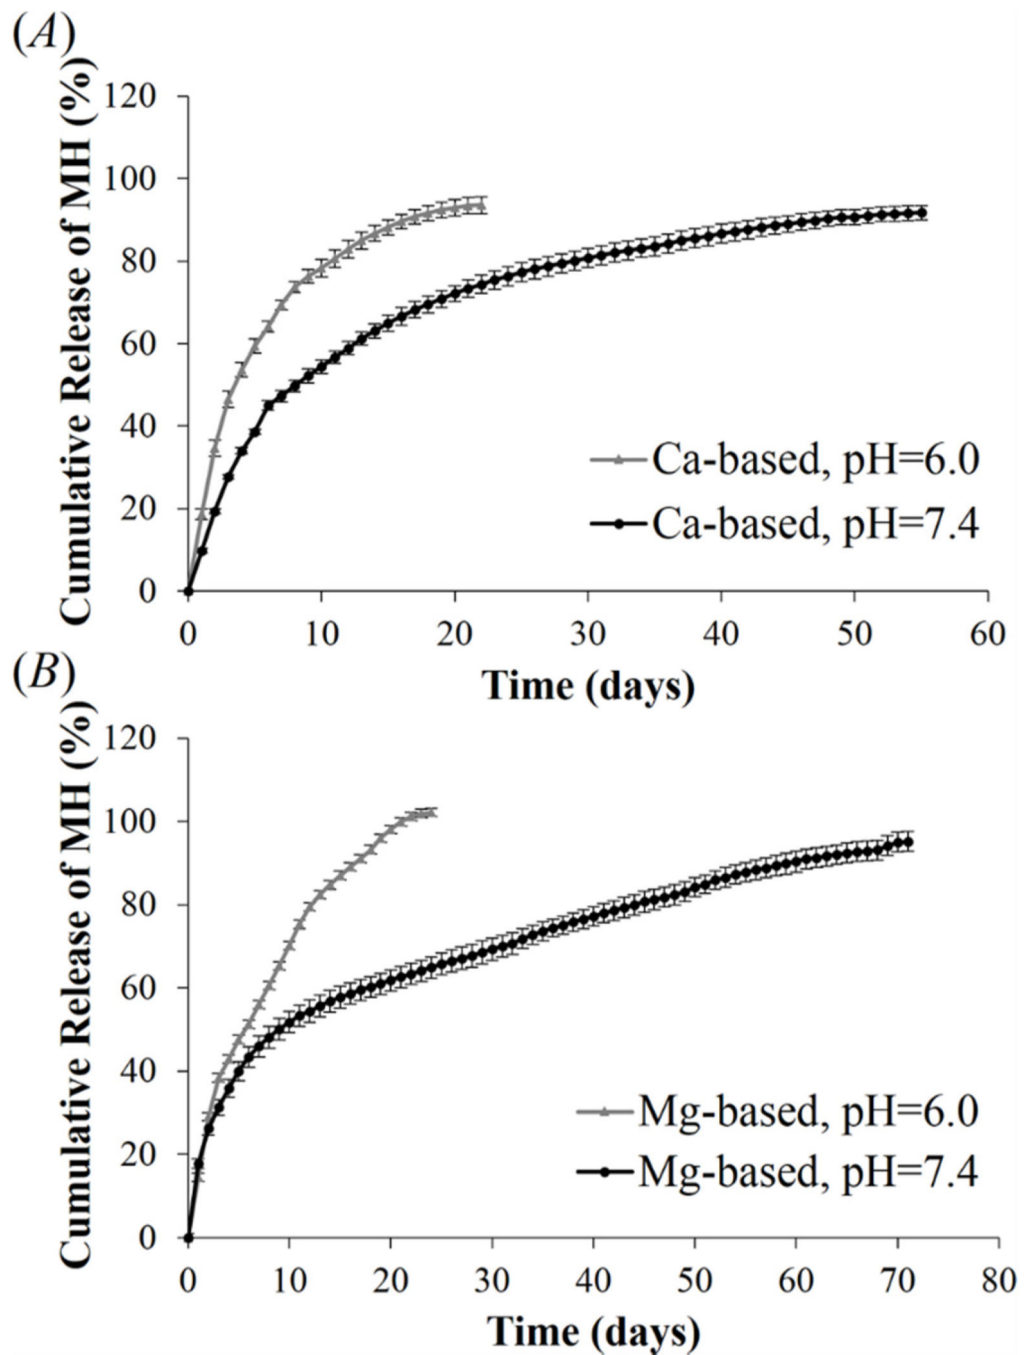 (A)
Cumulative Release of MH (%)
120
100
80
60
40
20
0
Ca-based, pH=6.0
Ca-based, pH=7.4
0 10 20 30 40 50 60
Time (days)
(B)
Cumulative Release of MH (%)
120
100
80
60
40
20
0
Mg-based, pH=6.0
Mg-based, pH=7.4
0 10 20 30 40 50 60 70 80
Time (days)